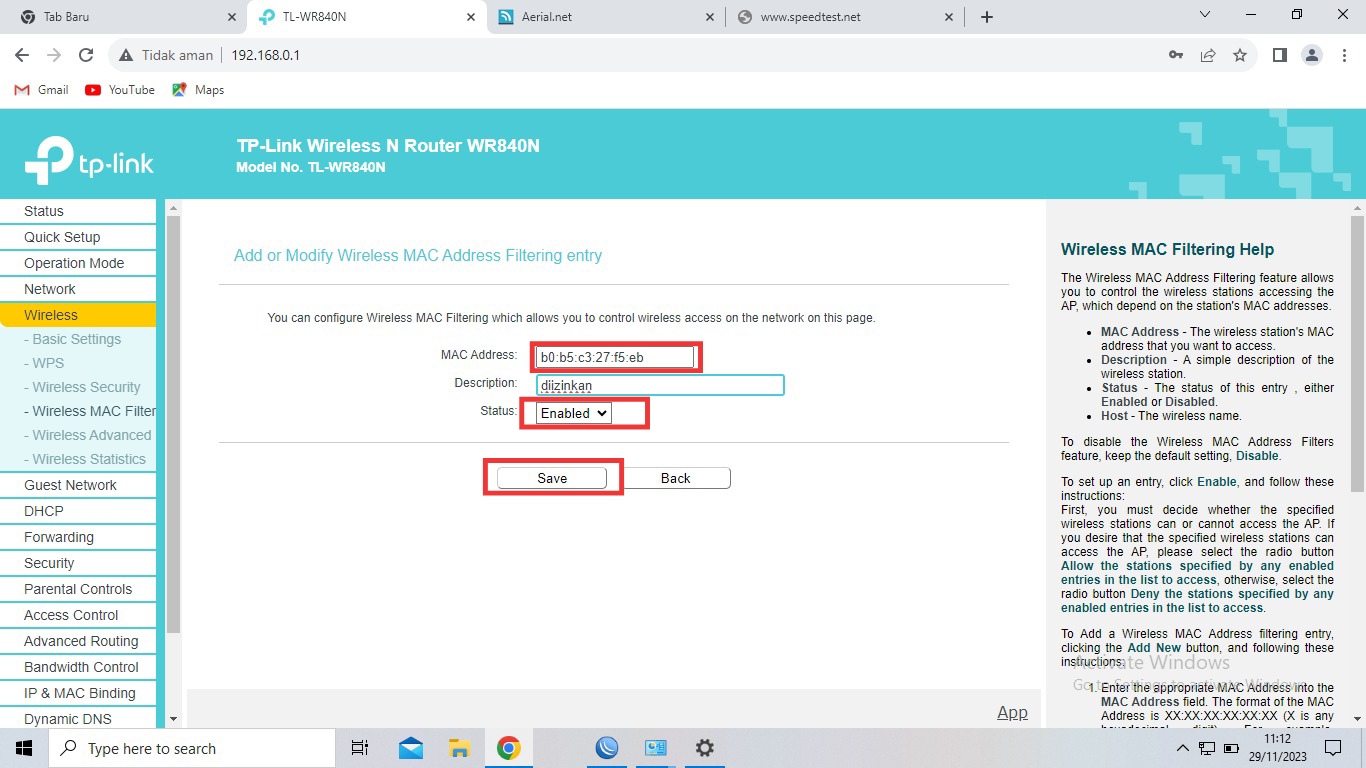 Tab Baru
TL-WR840N
Aerial.net
www.speedtest.net
Tidak aman
192.168.0.1
Gmail
YouTube
Maps
tp-link
TP-Link Wireless N Router WR840N
Model No. TL-WR840N
Status
Quick Setup
Operation Mode
Network
Wireless
- Basic Settings
- WPS
- Wireless Security
- Wireless MAC Filter
- Wireless Advanced
- Wireless Statistics
Guest Network
DHCP
Forwarding
Security
Parental Controls
Access Control
Advanced Routing
Bandwidth Control
IP & MAC Binding
Dynamic DNS
Add or Modify Wireless MAC Address Filtering entry
You can configure Wireless MAC Filtering which allows you to control wireless access on the network on this page.
MAC Address: b0:b5:c3:27:f5:eb
Description: diizinkan
Status: Enabled
Save
Back
App
Wireless MAC Filtering Help
The Wireless MAC Address Filtering feature allows
you to control the wireless stations accessing the
AP, which depend on the station's MAC addresses.
• MAC Address - The wireless station's MAC
address that you want to access.
• Description - A simple description of the
wireless station.
• Status - The status of this entry , either
Enabled or Disabled.
• Host - The wireless name.
To disable the Wireless MAC Address Filters
feature, keep the default setting, Disable.
To set up an entry, click Enable, and follow these
instructions:
First, you must decide whether the specified
wireless stations can or cannot access the AP. If
you desire that the specified wireless stations can
access the AP, please select the radio button
Allow the stations specified by any enabled
entries in the list to access, otherwise, select the
radio button Deny the stations specified by any
enabled entries in the list to access.
To Add a Wireless MAC Address filtering entry,
clicking the Add New button, and following these
instructions:
1. Enter the appropriate MAC Address into the
MAC Address field. The format of the MAC
Address is XX:XX:XX:XX:XX:XX (X is any
hexadecimal digit). For example,
Activate Windows
Go to Settings to activate Windows.
Type here to search
11:12
29/11/2023